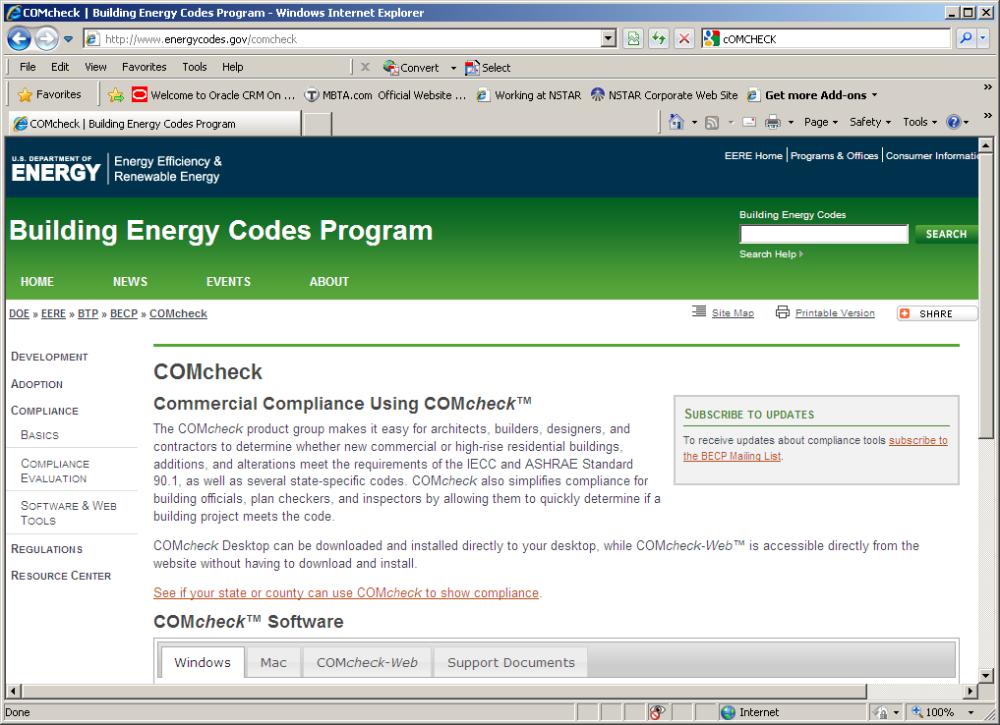 COMcheck | Building Energy Codes Program - Windows Internet Explorer
http://www.energycodes.gov/comcheck
cOMCHECK
File Edit View Favorites Tools Help
Convert Select
Favorites
Welcome to Oracle CRM On ...
MBTA.com Official Website ...
Working at NSTAR
NSTAR Corporate Web Site
Get more Add-ons
COMcheck | Building Energy Codes Program
Page Safety Tools
U.S. DEPARTMENT OF
ENERGY
Energy Efficiency &
Renewable Energy
EERE Home | Programs & Offices | Consumer Informatio
Building Energy Codes Program
Building Energy Codes
SEARCH
Search Help
HOME NEWS EVENTS ABOUT
DOE » EERE » BTP » BECP » COMcheck
Site Map
Printable Version
SHARE
DEVELOPMENT
ADOPTION
COMPLIANCE
BASICS
COMPLIANCE
EVALUATION
SOFTWARE & WEB
TOOLS
REGULATIONS
RESOURCE CENTER
COMcheck
Commercial Compliance Using COMcheck™
The COMcheck product group makes it easy for architects, builders, designers, and
contractors to determine whether new commercial or high-rise residential buildings,
additions, and alterations meet the requirements of the IECC and ASHRAE Standard
90.1, as well as several state-specific codes. COMcheck also simplifies compliance for
building officials, plan checkers, and inspectors by allowing them to quickly determine if a
building project meets the code.
SUBSCRIBE TO UPDATES
To receive updates about compliance tools subscribe to
the BECP Mailing List.
COMcheck Desktop can be downloaded and installed directly to your desktop, while COMcheck-Web™ is accessible directly from the
website without having to download and install.
See if your state or county can use COMcheck to show compliance.
COMcheck™ Software
Windows Mac COMcheck-Web Support Documents
Done
Internet
100%